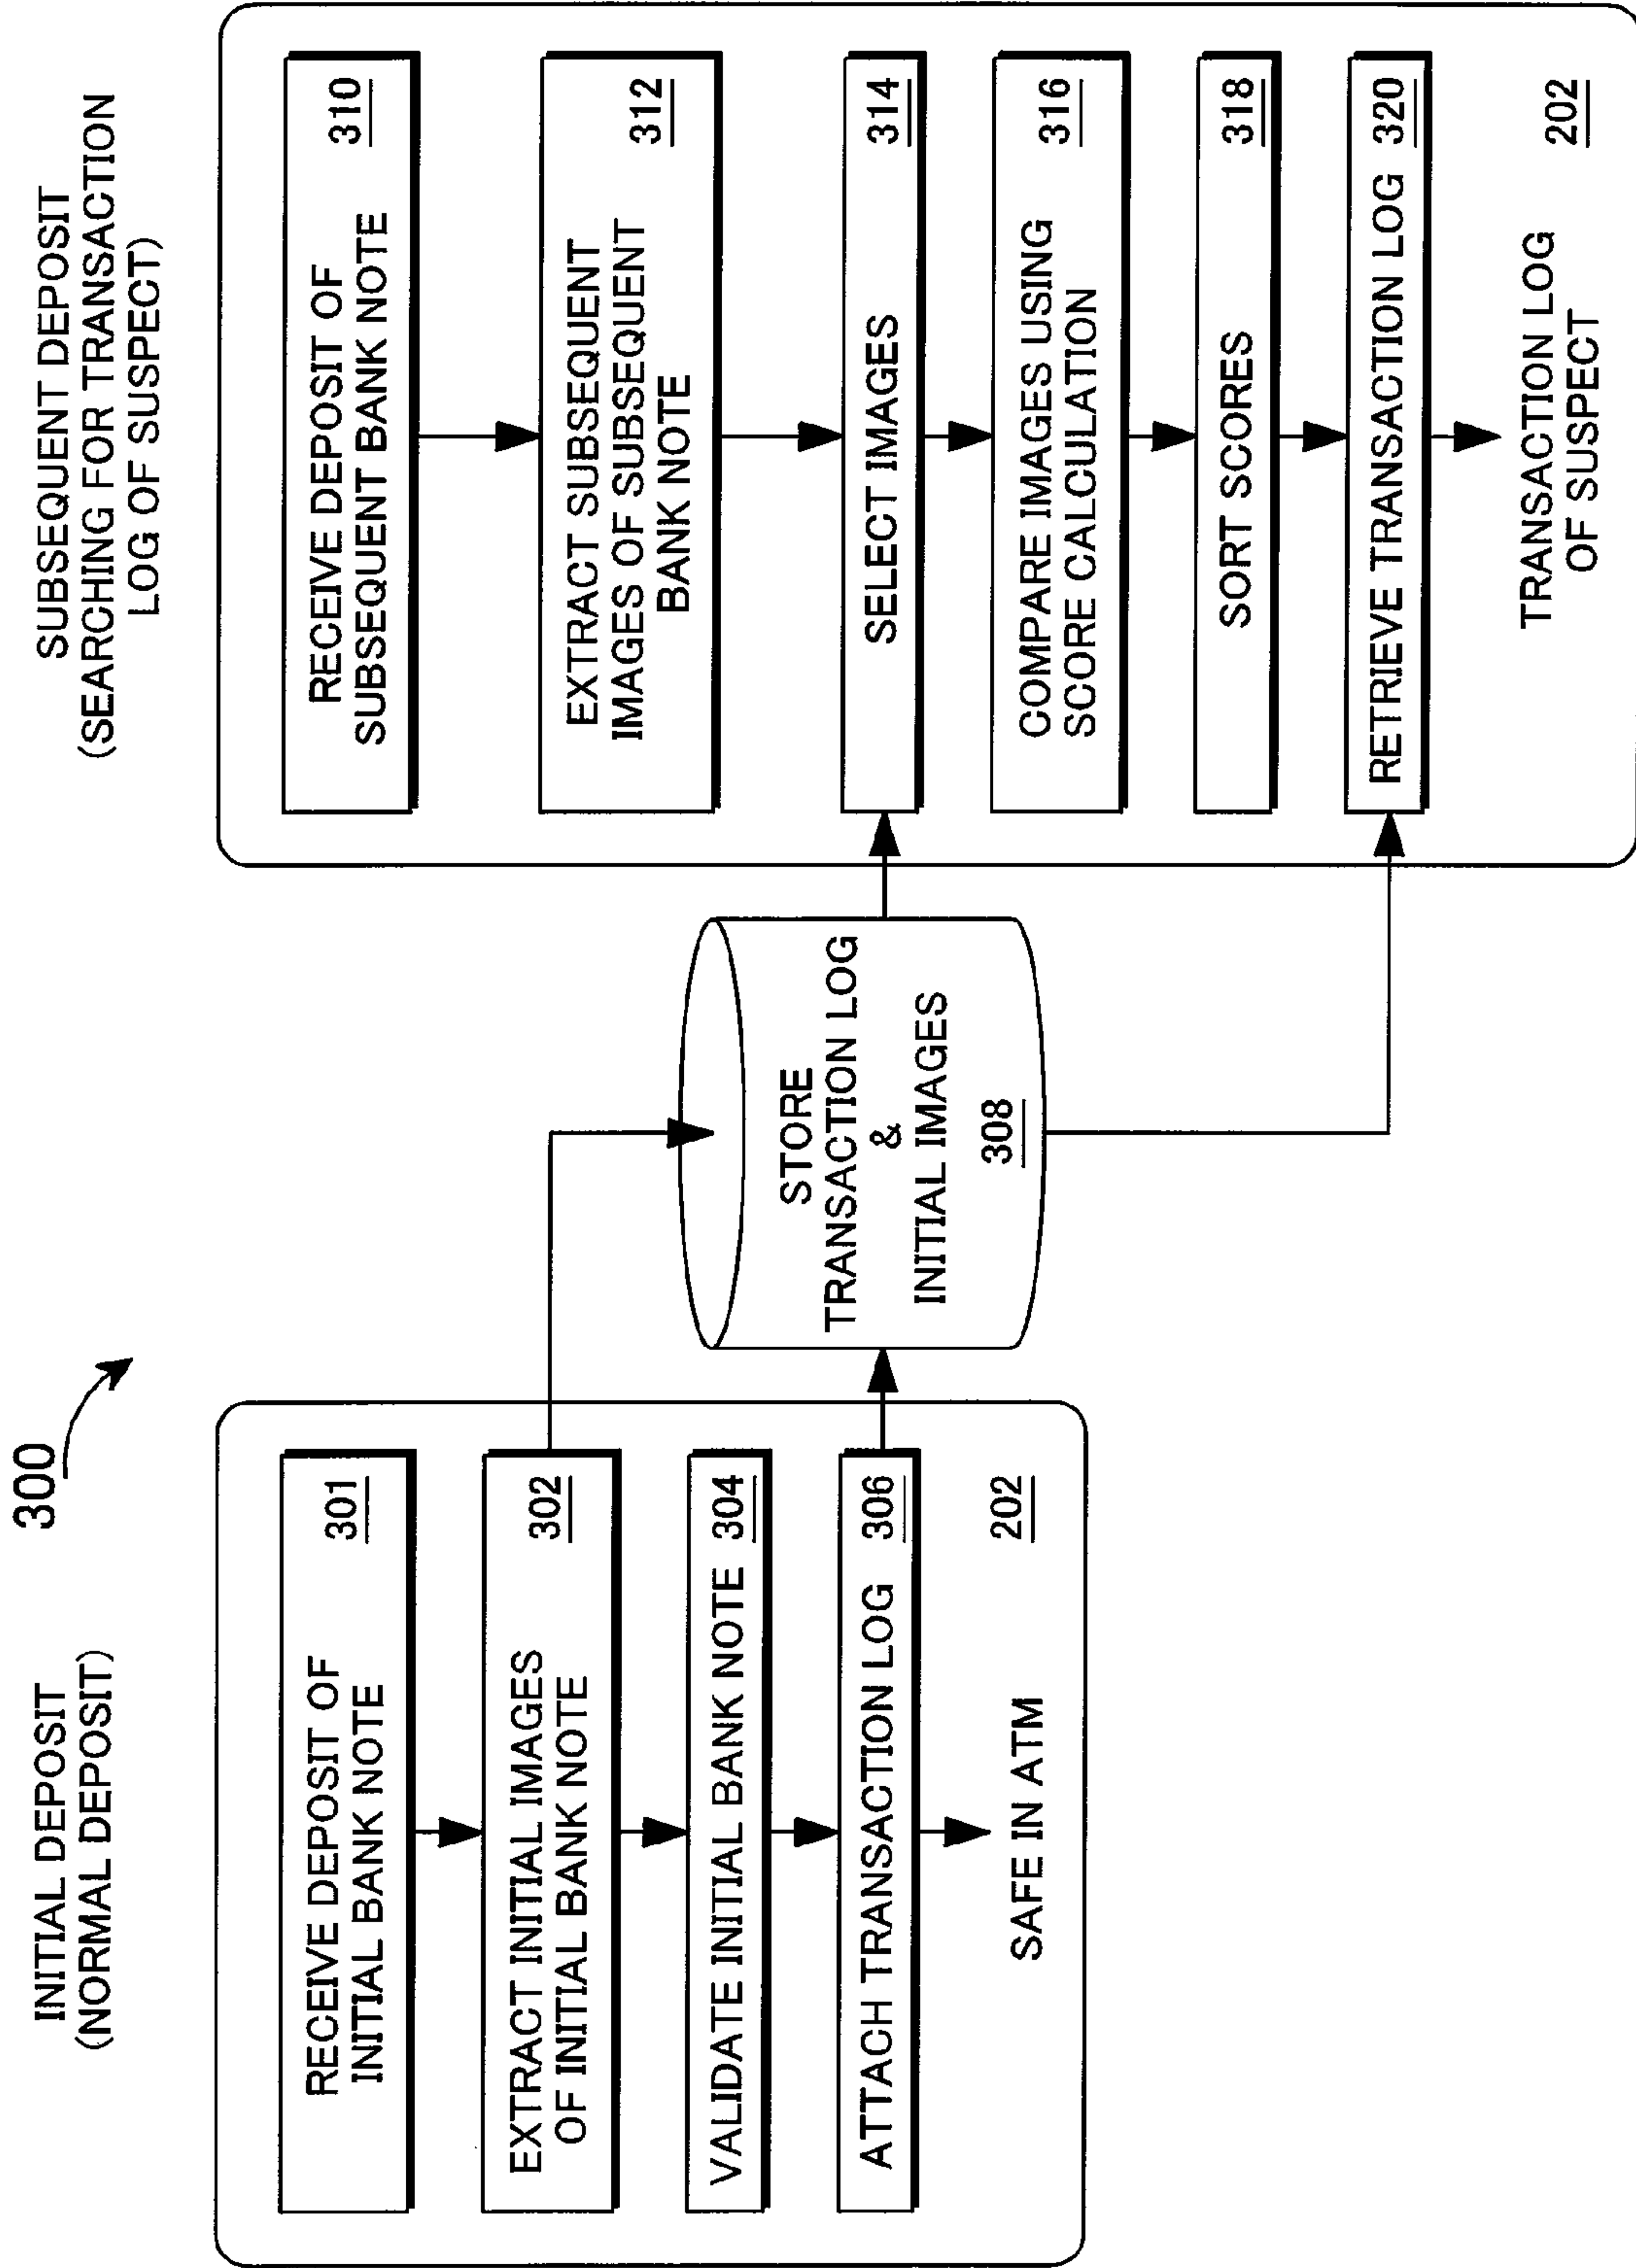 300
INITIAL DEPOSIT
(NORMAL DEPOSIT)
RECEIVE DEPOSIT OF
INITIAL BANK NOTE
301
EXTRACT INITIAL IMAGES
OF INITIAL BANK NOTE
302
VALIDATE INITIAL BANK NOTE 304
ATTACH TRANSACTION LOG 306
SAFE IN ATM
202
STORE
TRANSACTION LOG
&
INITIAL IMAGES
308
SUBSEQUENT DEPOSIT
(SEARCHING FOR TRANSACTION
LOG OF SUSPECT)
RECEIVE DEPOSIT OF
SUBSEQUENT BANK NOTE
310
EXTRACT SUBSEQUENT
IMAGES OF SUBSEQUENT
BANK NOTE
312
SELECT IMAGES
314
COMPARE IMAGES USING
SCORE CALCULATION
316
SORT SCORES
318
RETRIEVE TRANSACTION LOG 320
TRANSACTION LOG
OF SUSPECT
202